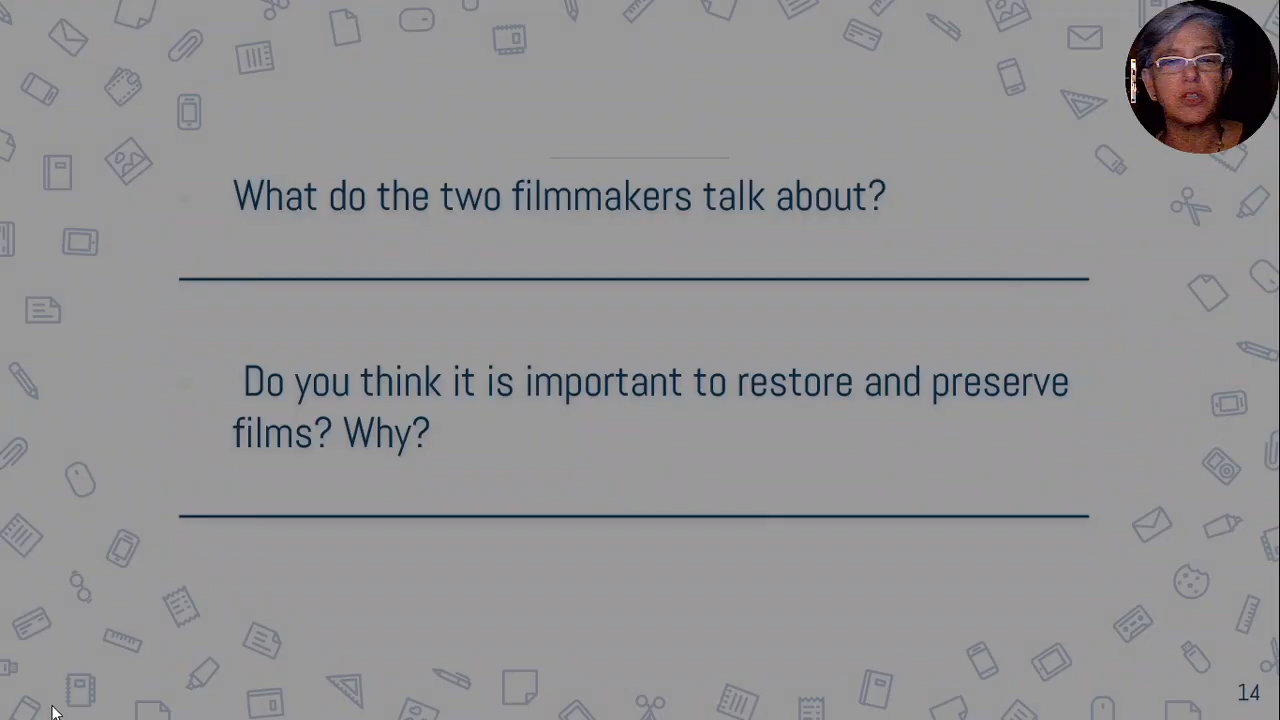 What do the two filmmakers talk about?
Do you think it is important to restore and preserve
films? Why?
14